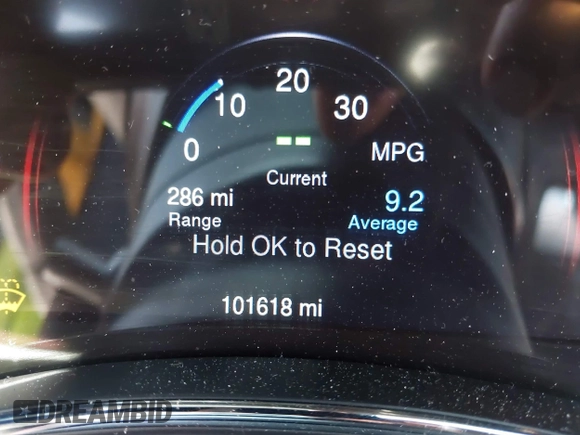 20
10
30
0
--
MPG
Current
286 mi
9.2
Range
Average
Hold OK to Reset
101618 mi
DREAMBID